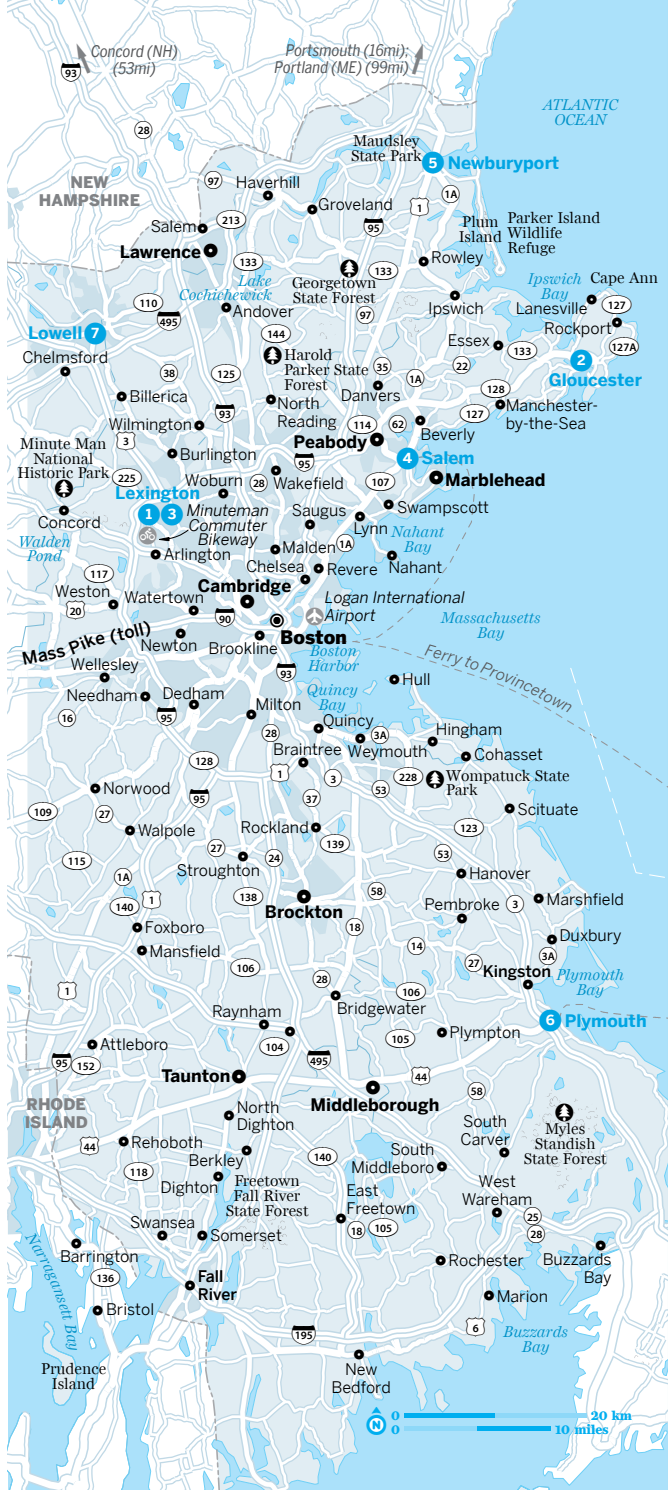 Concord (NH)
(53mi)
Portsmouth (16mi);
Portland (ME) (99mi)
93
28
ATLANTIC
OCEAN
Maudsley
State Park
5 Newburyport
NEW
HAMPSHIRE
97
Haverhill
1A
1
Groveland
213
Salem
95
Plum
Island
Parker Island
Wildlife
Refuge
Lawrence
133
Rowley
133
Lake
Cochichewick
Georgetown
State Forest
Ipswich
Bay
Cape Ann
110
495
Andover
97
Ipswich
Lanesville
127
Rockport
Lowell 7
144
Essex
133
127A
Chelmsford
Harold
Parker State
Forest
2
Gloucester
38
125
35
1A
22
Danvers
128
Billerica
North
Reading
93
127
Manchester-
by-the-Sea
Wilmington
114
62
Beverly
3
Peabody
Minute Man
National
Historic Park
Burlington
95
4 Salem
225
Woburn
28
Wakefield
107
Marblehead
Lexington
1 3
Minuteman
Commuter
Bikeway
Saugus
Swampscott
Concord
Lynn
Nahant
Bay
Walden
Pond
Arlington
Malden
1A
Nahant
Chelsea
Revere
117
Cambridge
Weston
20
Watertown
90
Logan International
Airport
Massachusetts
Bay
Mass Pike (toll)
Newton
Boston
Brookline
Boston
Harbor
Ferry to Provincetown
Wellesley
93
Hull
Needham
Dedham
Quincy
Bay
16
95
Milton
28
Quincy
3A
Hingham
Braintree
Weymouth
Cohasset
128
1
3
228
Wompatuck State
Park
53
Norwood
95
37
Scituate
109
27
Walpole
Rockland
123
139
115
27
24
53
Stroughton
1A
Hanover
138
58
140
1
Brockton
Pembroke
3
Marshfield
18
Foxboro
Duxbury
14
3A
Mansfield
106
27
Kingston
Plymouth
Bay
1
28
106
Bridgewater
Raynham
6 Plymouth
104
105
Plympton
Attleboro
95
152
495
44
Taunton
58
RHODE
ISLAND
Middleborough
North
Dighton
South
Carver
Myles
Standish
State Forest
44
Rehoboth
Berkley
140
South
Middleboro
118
Dighton
Freetown
Fall River
State Forest
East
Freetown
West
Wareham
Swansea
Somerset
18
105
25
28
Barrington
Narragansett Bay
136
Rochester
Buzzards
Bay
Fall
River
Marion
Bristol
195
6
Buzzards
Bay
Prudence
Island
New
Bedford
N
0 20 km
0 10 miles